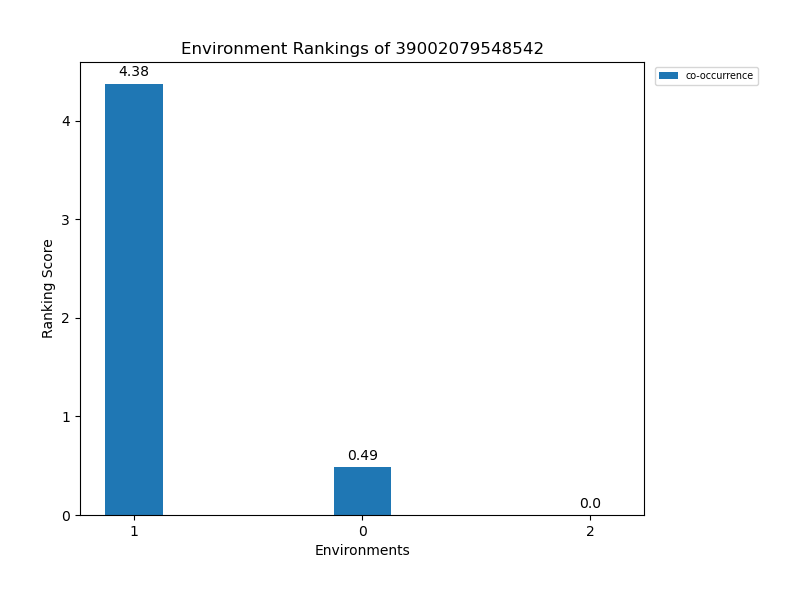 Environment Rankings of 39002079548542
co-occurrence
4.38
0.49
0.0
Ranking Score
4
3
2
1
0
1
0
2
Environments